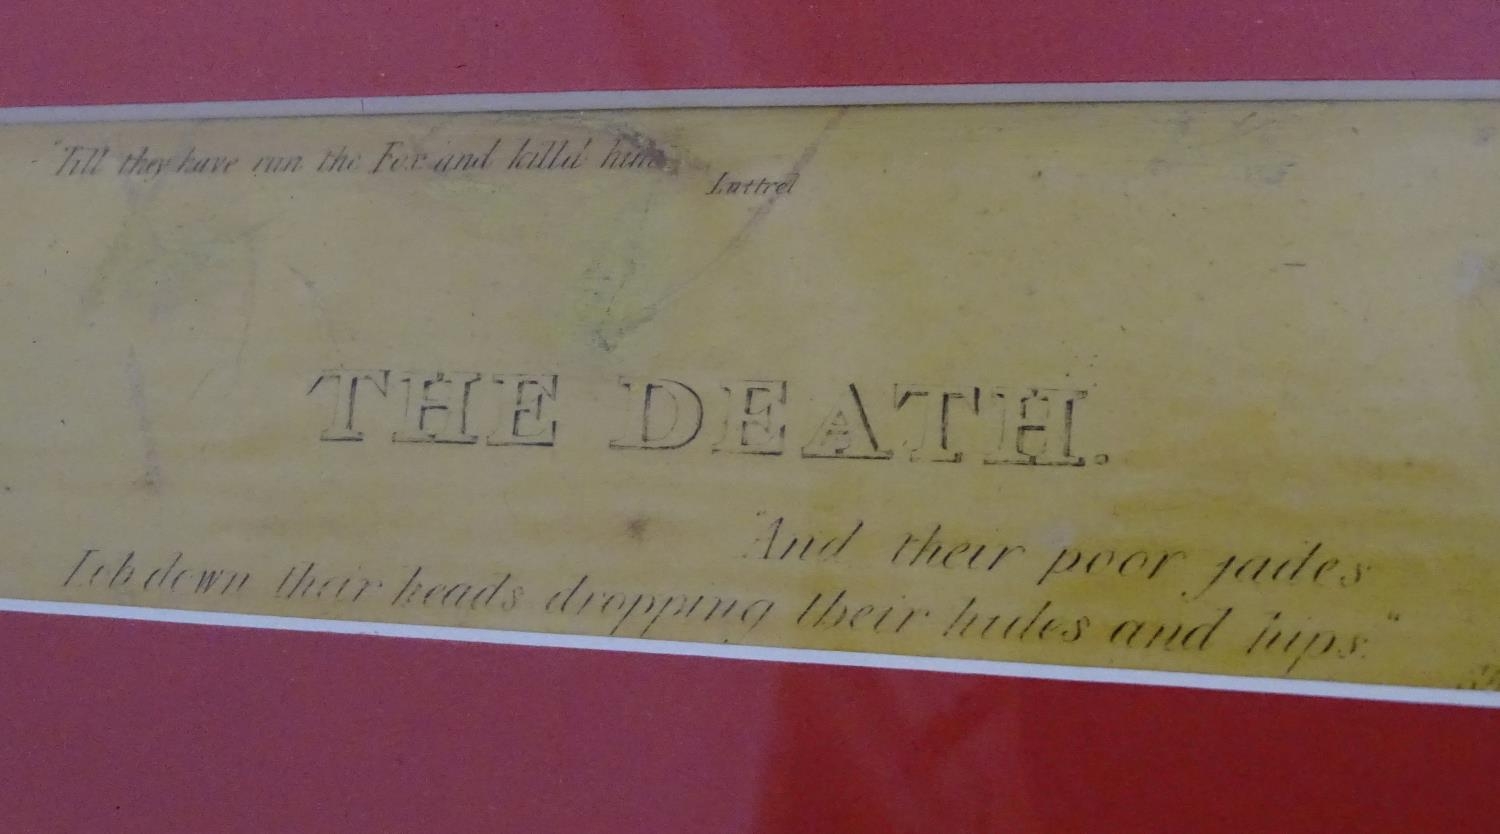 "Till they have run the Fox and killd him
Luttrel
THE DEATH.
"And their poor jades
Lob down their heads dropping their hides and hips."